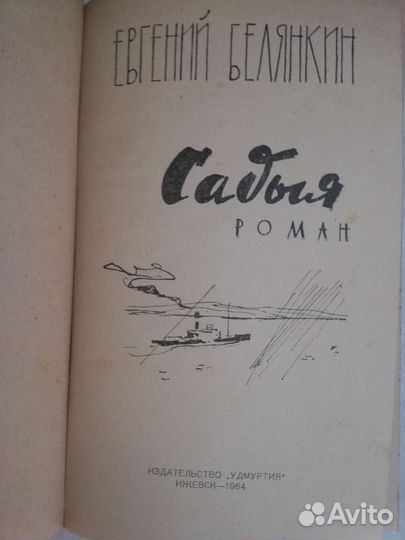 ЕВГЕНИЙ БЕЛЯНКИН
Садыя
РОМАН
ИЗДАТЕЛЬСТВО „УДМУРТИЯ“
ИЖЕВСК—1964
Avito